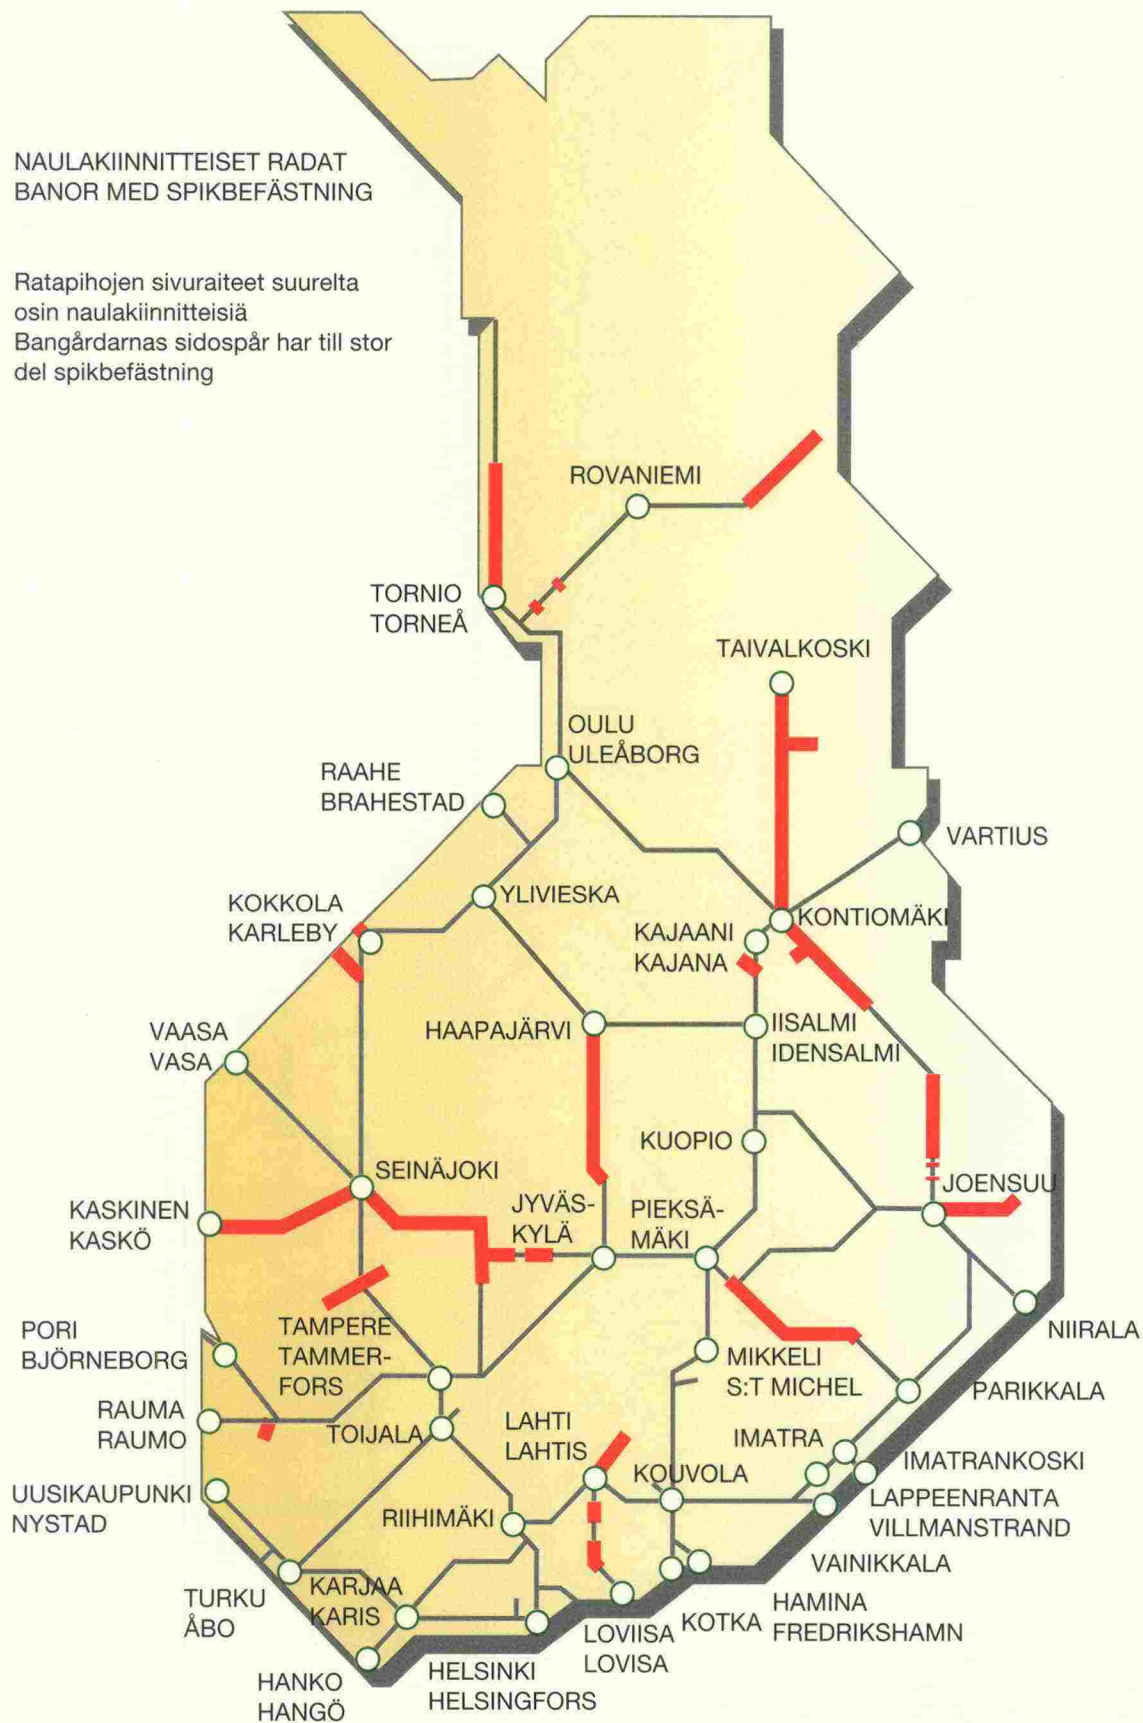 NAULAKIINNITTEISET RADAT
BANOR MED SPIKBEFÄSTNING
Ratapihojen sivuraiteet suurelta
osin naulakiinnitteisiä
Bangårdarnas sidospår har till stor
del spikbefästning
ROVANIEMI
TORNIO
TORNEÅ
TAIVALKOSKI
OULU
ULEÅBORG
RAAHE
BRAHESTAD
VARTIUS
YLIVIESKA
KOKKOLA
KARLEBY
KONTIOMÄKI
KAJAANI
KAJANA
VAASA
VASA
HAAPAJÄRVI
IISALMI
IDENSALMI
KUOPIO
SEINÄJOKI
JOENSUU
KASKINEN
KASKÖ
JYVÄS-
KYLÄ
PIEKSÄ-
MÄKI
PORI
BJÖRNEBORG
TAMPERE
TAMMER-
FORS
NIIRALA
MIKKELI
S:T MICHEL
PARIKKALA
RAUMA
RAUMO
TOIJALA
LAHTI
LAHTIS
IMATRA
KOUVOLA
IMATRANKOSKI
UUSIKAUPUNKI
NYSTAD
RIIHIMÄKI
LAPPEENRANTA
VILLMANSTRAND
VAINIKKALA
TURKU
ÅBO
KARJAA
KARIS
HAMINA
FREDRIKSHAMN
KOTKA
LOVIISA
LOVISA
HELSINKI
HELSINGFORS
HANKO
HANGÖ